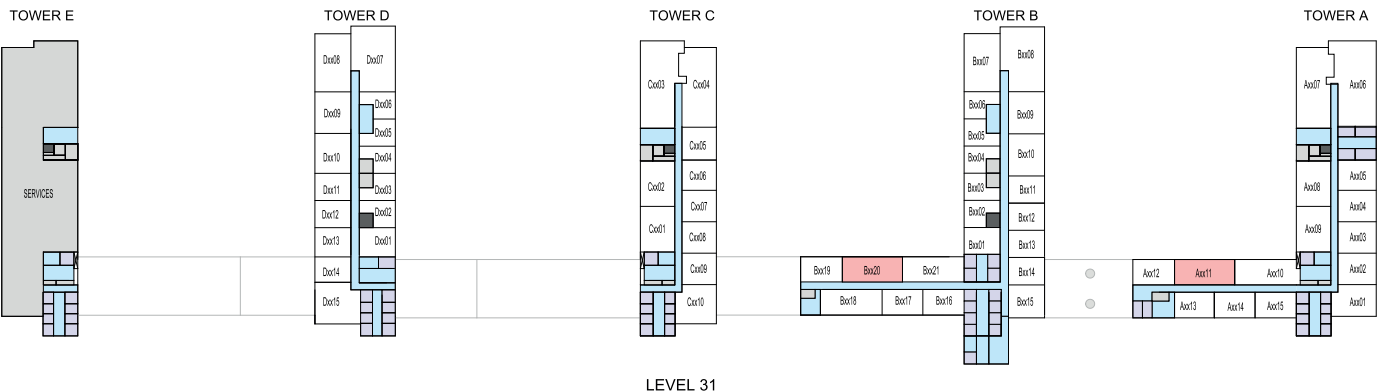 TOWER E
TOWER D
TOWER C
TOWER B
TOWER A
SERVICES
Dxx08
Dxx07
Dxx09
Dxx06
Dxx05
Dxx10
Dxx04
Dxx11
Dxx03
Dxx12
Dxx02
Dxx13
Dxx01
Dxx14
Dxx15
Cxx03
Cxx04
Cxx05
Cxx02
Cxx06
Cxx07
Cxx01
Cxx08
Cxx09
Cxx10
Bxx07
Bxx08
Bxx06
Bxx09
Bxx05
Bxx04
Bxx10
Bxx03
Bxx11
Bxx02
Bxx12
Bxx01
Bxx13
Bxx19
Bxx20
Bxx21
Bxx14
Bxx18
Bxx17
Bxx16
Bxx15
Axx07
Axx06
Axx08
Axx05
Axx04
Axx09
Axx03
Axx12
Axx11
Axx10
Axx02
Axx13
Axx14
Axx15
Axx01
LEVEL 31